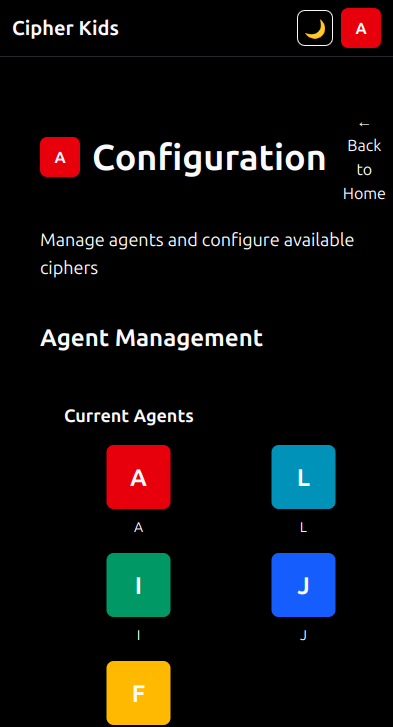 Cipher Kids
A
A
Configuration
←
Back
to
Home
Manage agents and configure available
ciphers
Agent Management
Current Agents
A
L
A
L
I
J
I
J
F